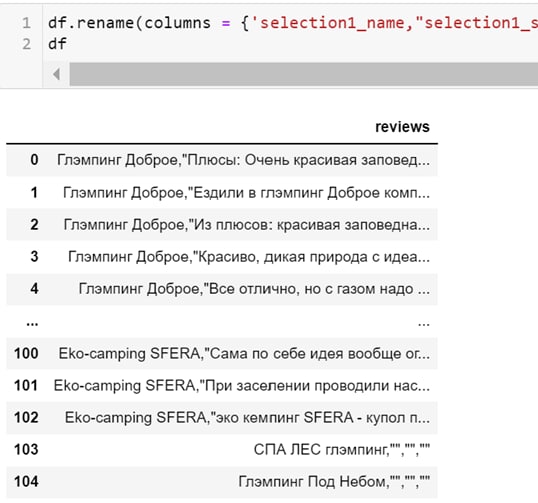 1 df.rename(columns = {'selection1_name,"selection1_s
2 df
reviews
0 Глэмпинг Доброе,"Плюсы: Очень красивая заповед...
1 Глэмпинг Доброе,"Ездили в глэмпинг Доброе комп...
2 Глэмпинг Доброе,"Из плюсов: красивая заповедна...
3 Глэмпинг Доброе,"Красиво, дикая природа с идеа...
4 Глэмпинг Доброе,"Все отлично, но с газом надо ...
... ...
100 Eko-camping SFERA,"Сама по себе идея вообще ог...
101 Eko-camping SFERA,"При заселении проводили нас...
102 Eko-camping SFERA,"эко кемпинг SFERA - купол п...
103 СПА ЛЕС глэмпинг,"","",""
104 Глэмпинг Под Небом,"","",""